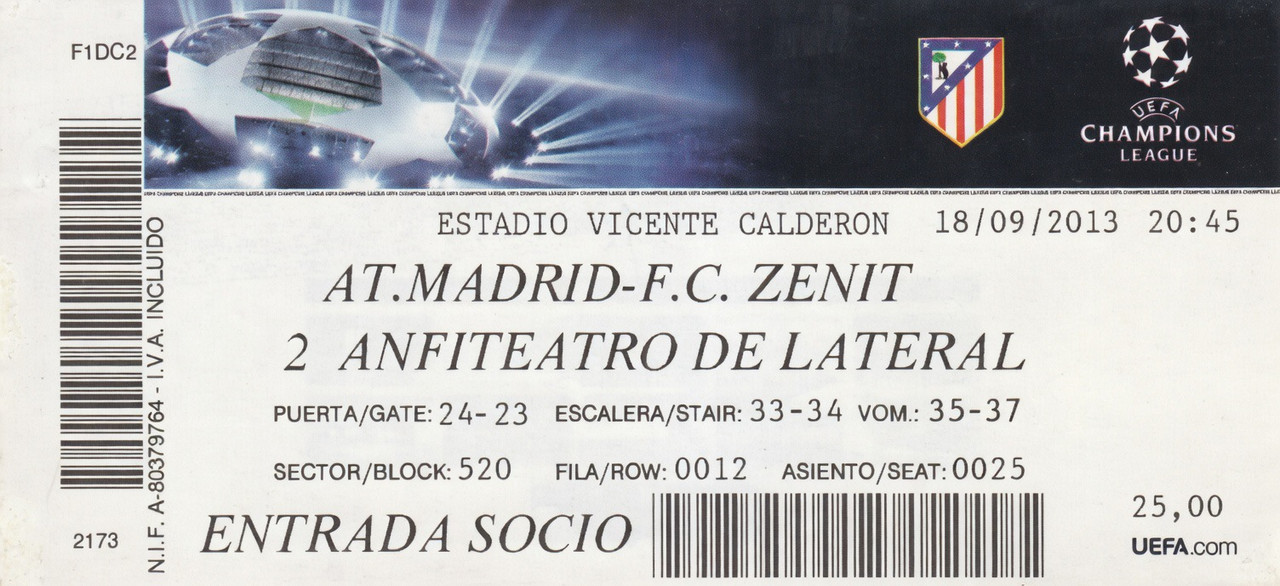 F1DC2
UEFA
CHAMPIONS
LEAGUE
ESTADIO VICENTE CALDERON 18/09/2013 20:45
AT.MADRID-F.C. ZENIT
2 ANFITEATRO DE LATERAL
PUERTA/GATE: 24-23 ESCALERA/STAIR: 33-34 VOM.: 35-37
SECTOR/BLOCK: 520 FILA/ROW: 0012 ASIENTO/SEAT: 0025
ENTRADA SOCIO
25,00
UEFA.com
2173
N.I.F. A-80379764 - I.V.A. INCLUIDO